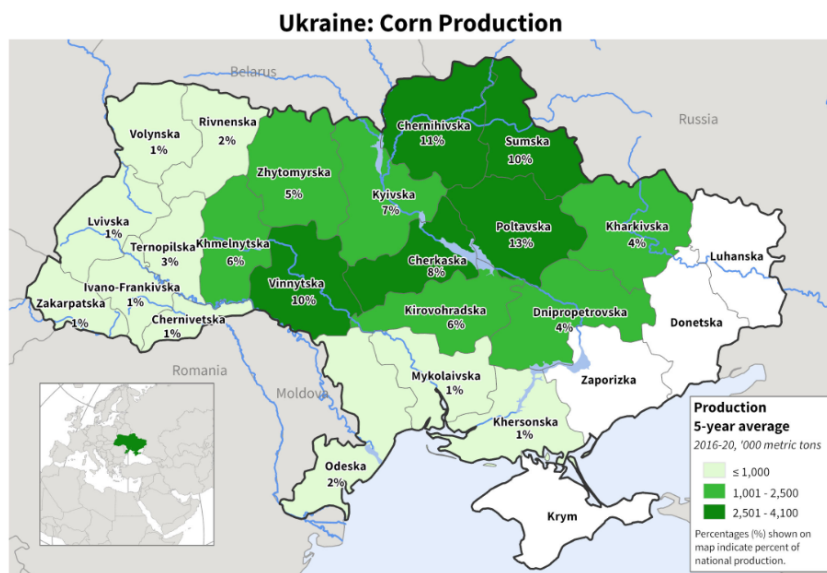 Ukraine: Corn Production
Belarus
Russia
Volynska
1%
Rivnenska
2%
Chernihivska
11%
Sumska
10%
Zhytomyrska
5%
Kyivska
7%
Lvivska
1%
Ternopilska
3%
Khmelnytska
6%
Poltavska
13%
Kharkivska
4%
Luhanska
Cherkaska
8%
Vinnytska
10%
Ivano-Frankivska
1%
Zakarpatska
1%
Chernivetska
1%
Kirovohradska
6%
Dnipropetrovska
4%
Donetska
Romania
Moldova
Mykolaivska
1%
Zaporizka
Khersonska
1%
Odeska
2%
Krym
Production
5-year average
2016-20, '000 metric tons
≤ 1,000
1,001 - 2,500
2,501 - 4,100
Percentages (%) shown on
map indicate percent of
national production.